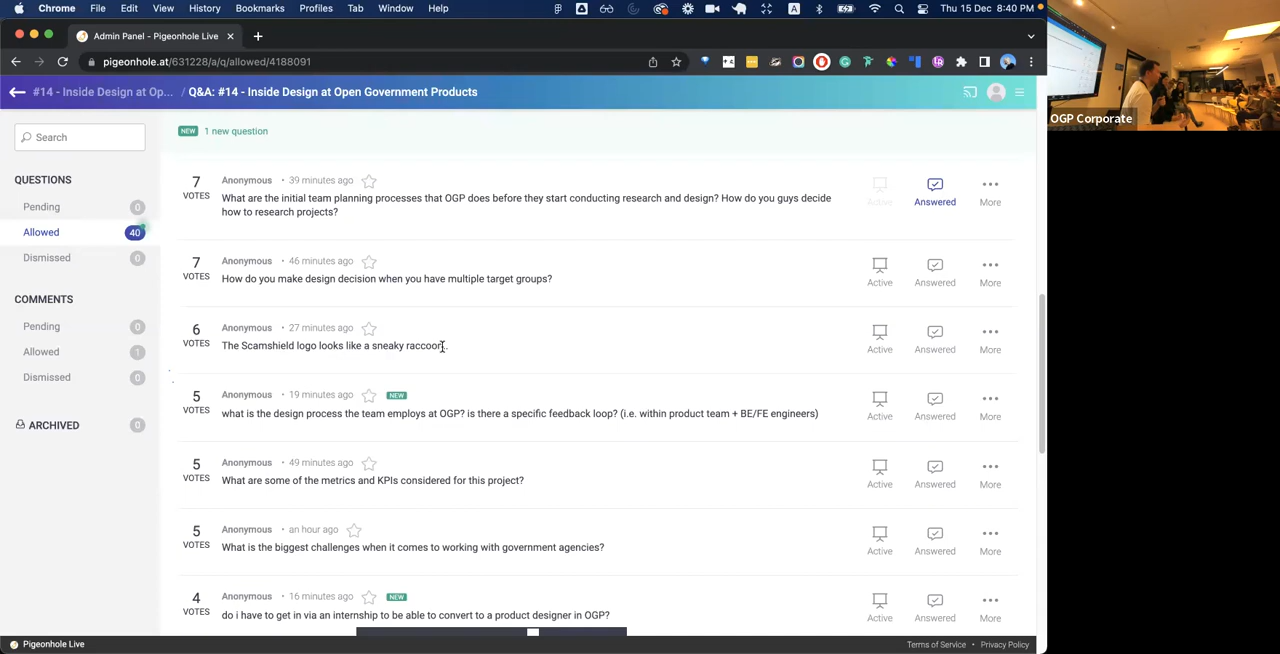 Chrome File Edit View History Bookmarks Profiles Tab Window Help Thu 15 Dec 8:40 PM
Admin Panel - Pigeonhole Live
pigeonhole.at/631228/a/q/allowed/4188091
#14 - Inside Design at Op... / Q&A: #14 - Inside Design at Open Government Products
OGP Corporate
Search
QUESTIONS
Pending 0
Allowed 40
Dismissed 0
COMMENTS
Pending 0
Allowed 1
Dismissed 0
ARCHIVED 0
NEW 1 new question
7 VOTES
Anonymous • 39 minutes ago
What are the initial team planning processes that OGP does before they start conducting research and design? How do you guys decide
how to research projects?
Active Answered More
7 VOTES
Anonymous • 46 minutes ago
How do you make design decision when you have multiple target groups?
Active Answered More
6 VOTES
Anonymous • 27 minutes ago
The Scamshield logo looks like a sneaky raccoon..
Active Answered More
5 VOTES
Anonymous • 19 minutes ago NEW
what is the design process the team employs at OGP? is there a specific feedback loop? (i.e. within product team + BE/FE engineers)
Active Answered More
5 VOTES
Anonymous • 49 minutes ago
What are some of the metrics and KPIs considered for this project?
Active Answered More
5 VOTES
Anonymous • an hour ago
What is the biggest challenges when it comes to working with government agencies?
Active Answered More
4 VOTES
Anonymous • 16 minutes ago NEW
do i have to get in via an internship to be able to convert to a product designer in OGP?
Active Answered More
Pigeonhole Live
Terms of Service • Privacy Policy